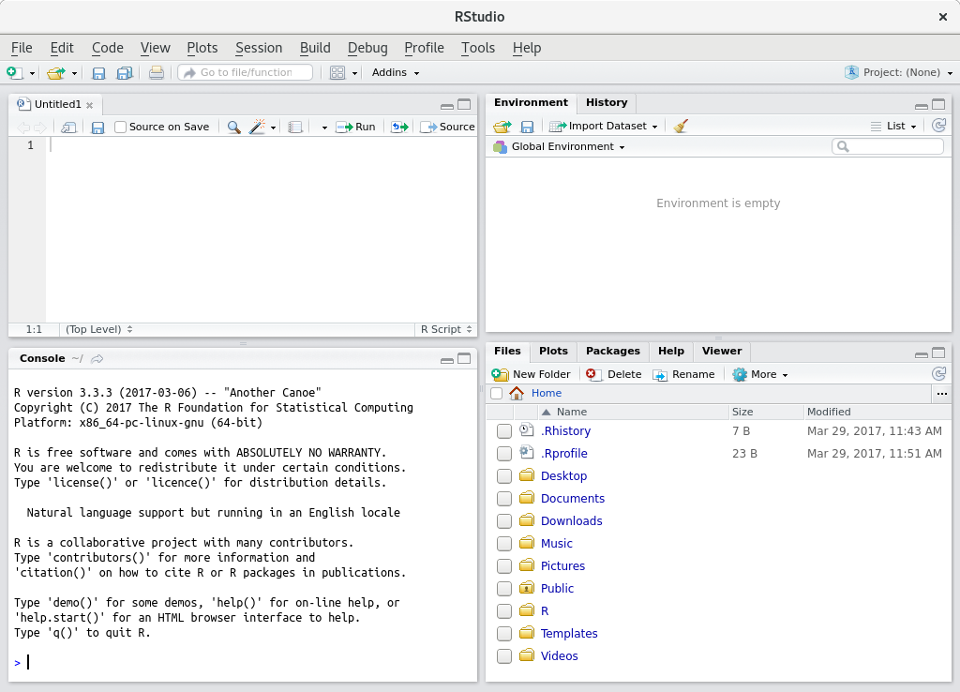 RStudio
File Edit Code View Plots Session Build Debug Profile Tools Help
Go to file/function Addins Project: (None)
Untitled1
Source on Save Run Source
1
1:1 (Top Level) R Script
Console ~/
R version 3.3.3 (2017-03-06) -- "Another Canoe"
Copyright (C) 2017 The R Foundation for Statistical Computing
Platform: x86_64-pc-linux-gnu (64-bit)
R is free software and comes with ABSOLUTELY NO WARRANTY.
You are welcome to redistribute it under certain conditions.
Type 'license()' or 'licence()' for distribution details.
Natural language support but running in an English locale
R is a collaborative project with many contributors.
Type 'contributors()' for more information and
'citation()' on how to cite R or R packages in publications.
Type 'demo()' for some demos, 'help()' for on-line help, or
'help.start()' for an HTML browser interface to help.
Type 'q()' to quit R.
>
Environment History
Import Dataset List
Global Environment
Environment is empty
Files Plots Packages Help Viewer
New Folder Delete Rename More
Home ...
Name Size Modified
.Rhistory 7 B Mar 29, 2017, 11:43 AM
.Rprofile 23 B Mar 29, 2017, 11:51 AM
Desktop
Documents
Downloads
Music
Pictures
Public
R
Templates
Videos